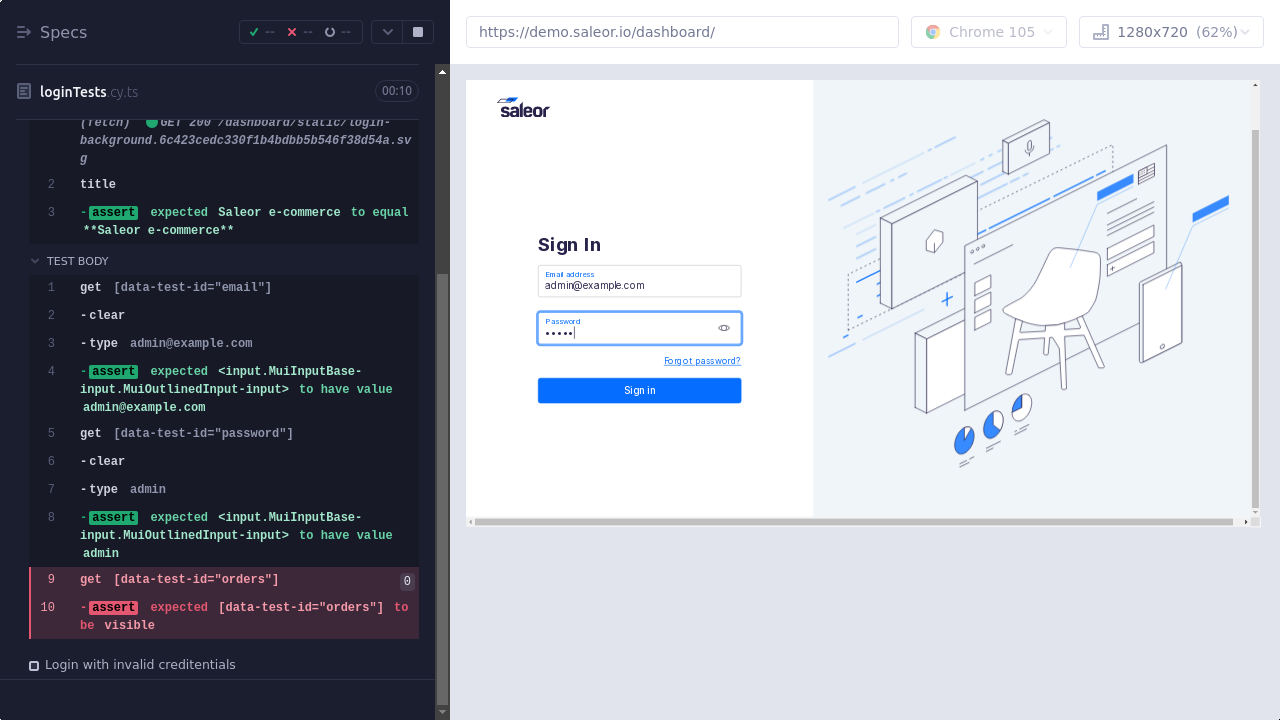 Specs
--
--
--
https://demo.saleor.io/dashboard/
Chrome 105
1280x720 (62%)
loginTests.cy.ts
00:10
(fetch) GET 200 /dashboard/static/login-
background.6c423cedc330f1b4bdbb5b546f38d54a.sv
g
2 title
3 -assert expected Saleor e-commerce to equal
**Saleor e-commerce**
TEST BODY
1 get [data-test-id="email"]
2 -clear
3 -type admin@example.com
4 -assert expected <input.MuiInputBase-
input.MuiOutlinedInput-input> to have value
admin@example.com
5 get [data-test-id="password"]
6 -clear
7 -type admin
8 -assert expected <input.MuiInputBase-
input.MuiOutlinedInput-input> to have value
admin
9 get [data-test-id="orders"] 0
10 -assert expected [data-test-id="orders"] to
be visible
Login with invalid creditentials
saleor
Sign In
Email address
admin@example.com
Password
•••••
Forgot password?
Sign in